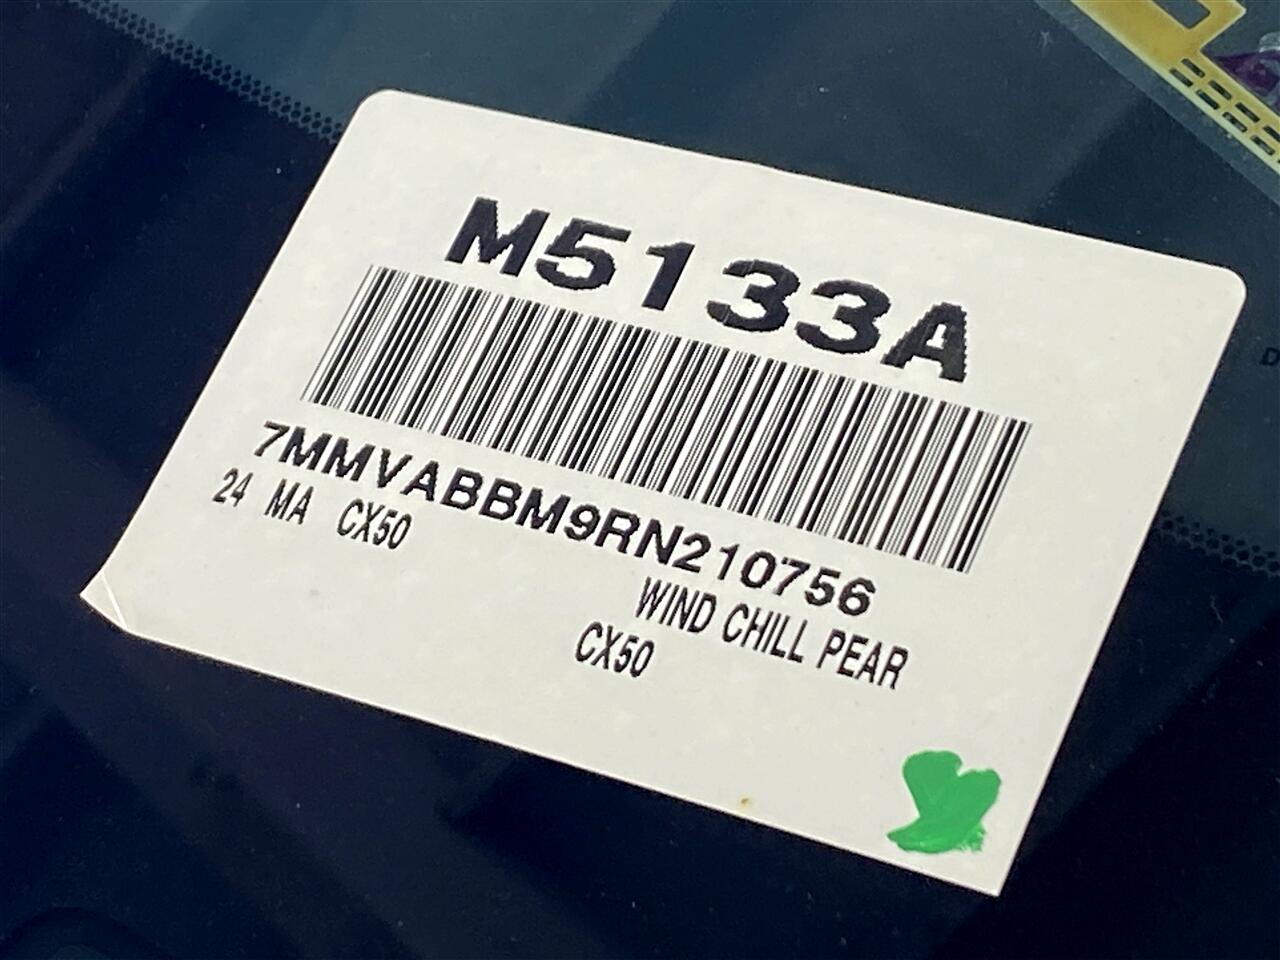 M5133A
7MMVABBM9RN210756
24 MA CX50
WIND CHILL PEAR
CX50